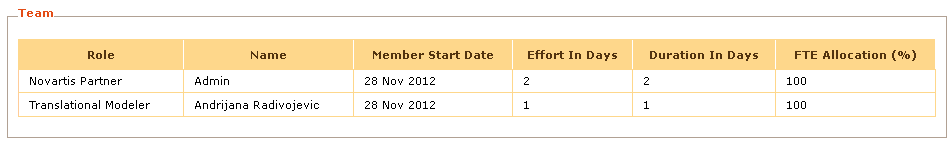 Team
Role Name Member Start Date Effort In Days Duration In Days FTE Allocation (%)
Novartis Partner Admin 28 Nov 2012 2 2 100
Translational Modeler Andrijana Radivojevic 28 Nov 2012 1 1 100